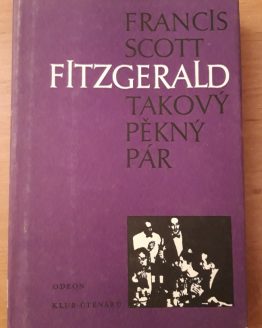 FRANCIS
SCOTT
FITZGERALD
TAKOVÝ
PĚKNÝ
PÁR
ODEON
KLUB ČTENÁŘŮ